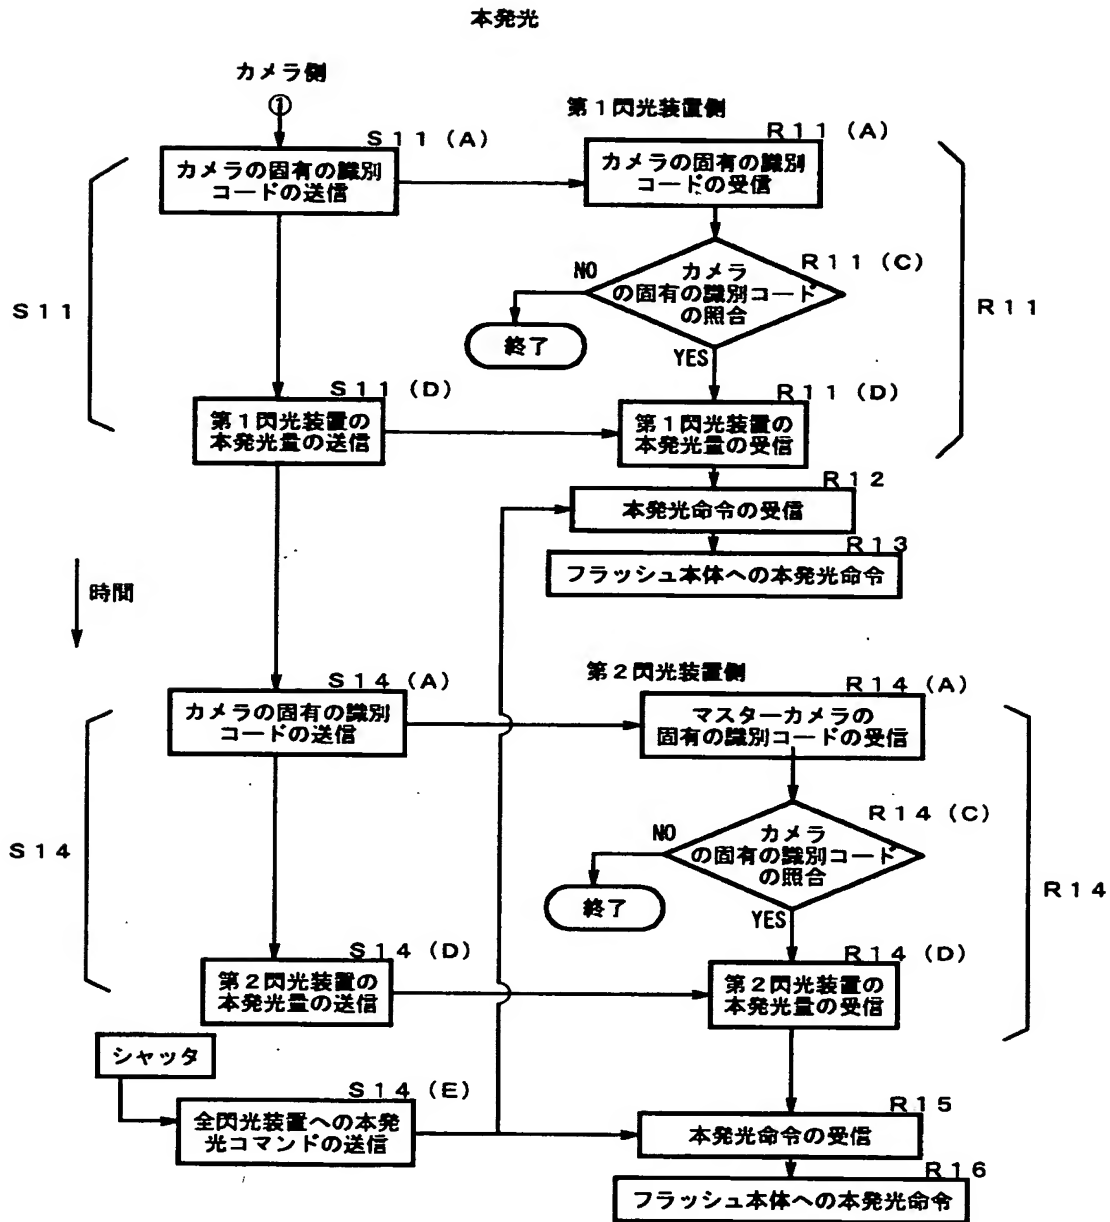 本発光
カメラ側
①
第1閃光装置側
S11(A)
R11(A)
カメラの固有の識別
コードの送信
カメラの固有の識別
コードの受信
R11(C)
NO
カメラ
の固有の識別コード
の照合
S11
R11
終了
YES
S11(D)
R11(D)
第1閃光装置の
本発光量の送信
第1閃光装置の
本発光量の受信
R12
本発光命令の受信
R13
フラッシュ本体への本発光命令
時間
第2閃光装置側
S14(A)
R14(A)
カメラの固有の識別
コードの送信
マスターカメラの
固有の識別コードの受信
R14(C)
NO
カメラ
の固有の識別コード
の照合
S14
R14
終了
YES
S14(D)
R14(D)
第2閃光装置の
本発光量の送信
第2閃光装置の
本発光量の受信
シャッタ
S14(E)
R15
全閃光装置への本発
光コマンドの送信
本発光命令の受信
R16
フラッシュ本体への本発光命令